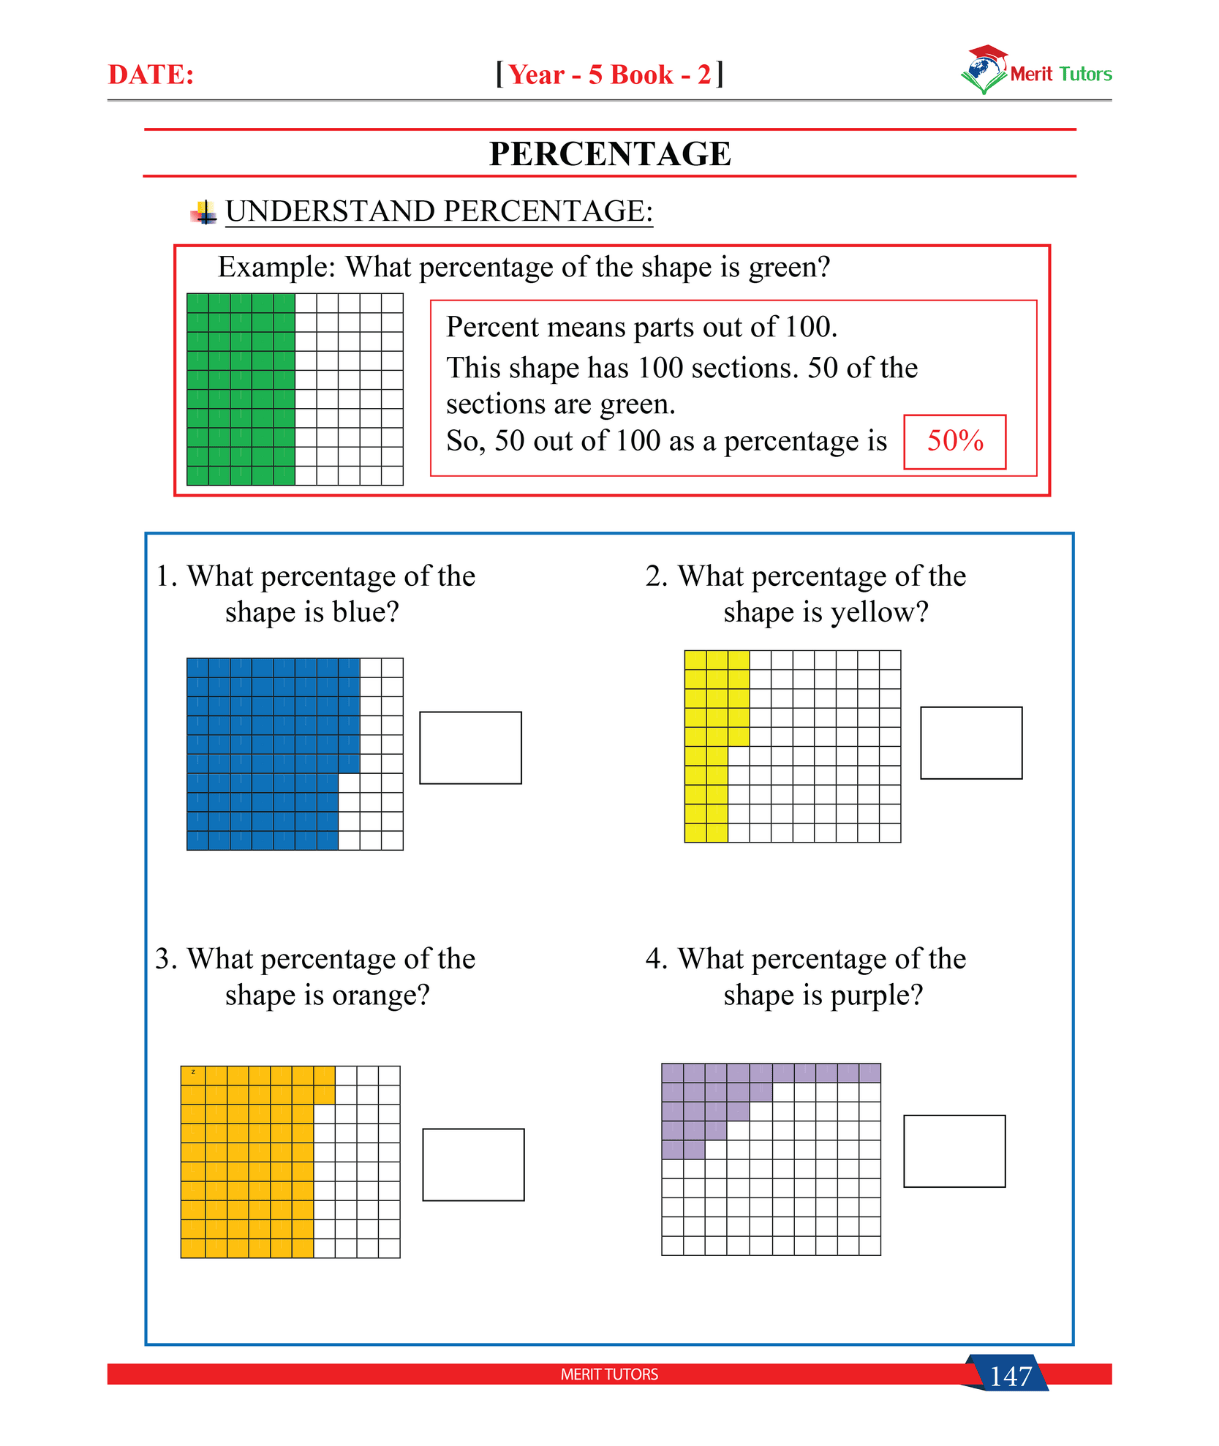 DATE:
[ Year - 5 Book - 2 ]
Merit Tutors
PERCENTAGE
UNDERSTAND PERCENTAGE:
Example: What percentage of the shape is green?
Percent means parts out of 100.
This shape has 100 sections. 50 of the
sections are green.
So, 50 out of 100 as a percentage is
50%
1. What percentage of the
shape is blue?
2. What percentage of the
shape is yellow?
3. What percentage of the
shape is orange?
4. What percentage of the
shape is purple?
z
MERIT TUTORS
147